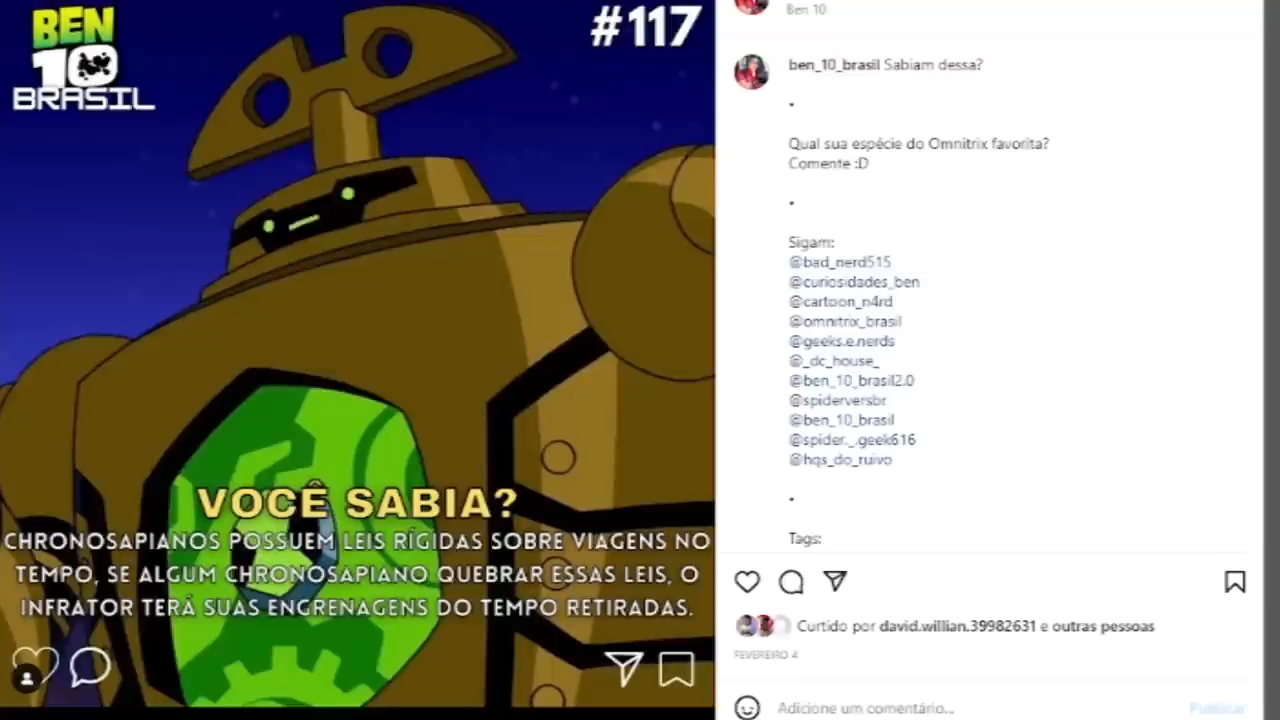 BEN
10
BRASIL
#117
VOCÊ SABIA?
CHRONOSAPIANOS POSSUEM LEIS RÍGIDAS SOBRE VIAGENS NO
TEMPO, SE ALGUM CHRONOSAPIANO QUEBRAR ESSAS LEIS, O
INFRATOR TERÁ SUAS ENGRENAGENS DO TEMPO RETIRADAS.
Ben 10
ben_10_brasil Sabiam dessa?
•
Qual sua espécie do Omnitrix favorita?
Comente :D
•
Sigam:
@bad_nerd515
@curiosidades_ben
@cartoon_n4rd
@omnitrix_brasil
@geeks.e.nerds
@_dc_house_
@ben_10_brasil2.0
@spiderversbr
@ben_10_brasil
@spider._.geek616
@hqs_do_ruivo
•
Tags:
Curtido por david.willian.39982631 e outras pessoas
FEVEREIRO 4
Adicione um comentário...
Publicar